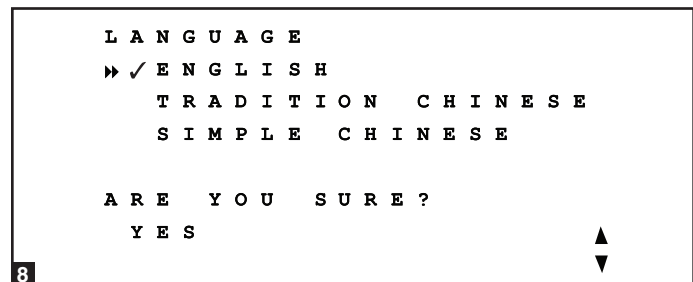 LANGUAGE
ENGLISH
TRADITION CHINESE
SIMPLE CHINESE
ARE YOU SURE?
YES
8